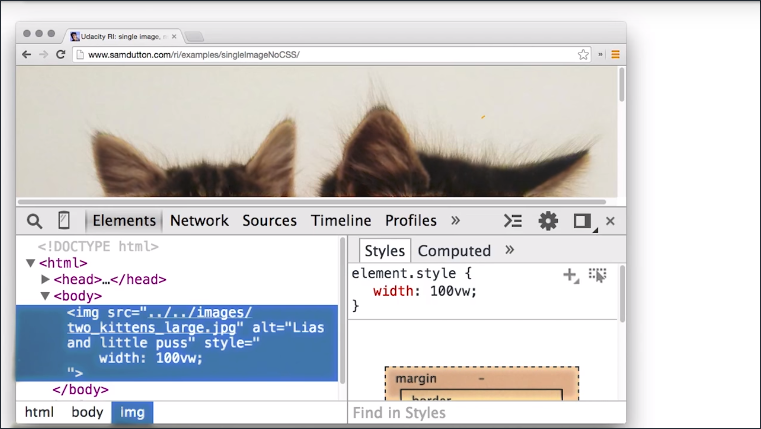 Udacity RI: single image, s
www.samdutton.com/ri/examples/singleImageNoCSS/
Elements Network Sources Timeline Profiles »
<!DOCTYPE html>
<html>
<head>…</head>
<body>
<img src="../../images/
two_kittens_large.jpg" alt="Lias
and little puss" style="
width: 100vw;
">
</body>
html body img
Styles Computed »
element.style {
width: 100vw;
}
margin -
border
Find in Styles